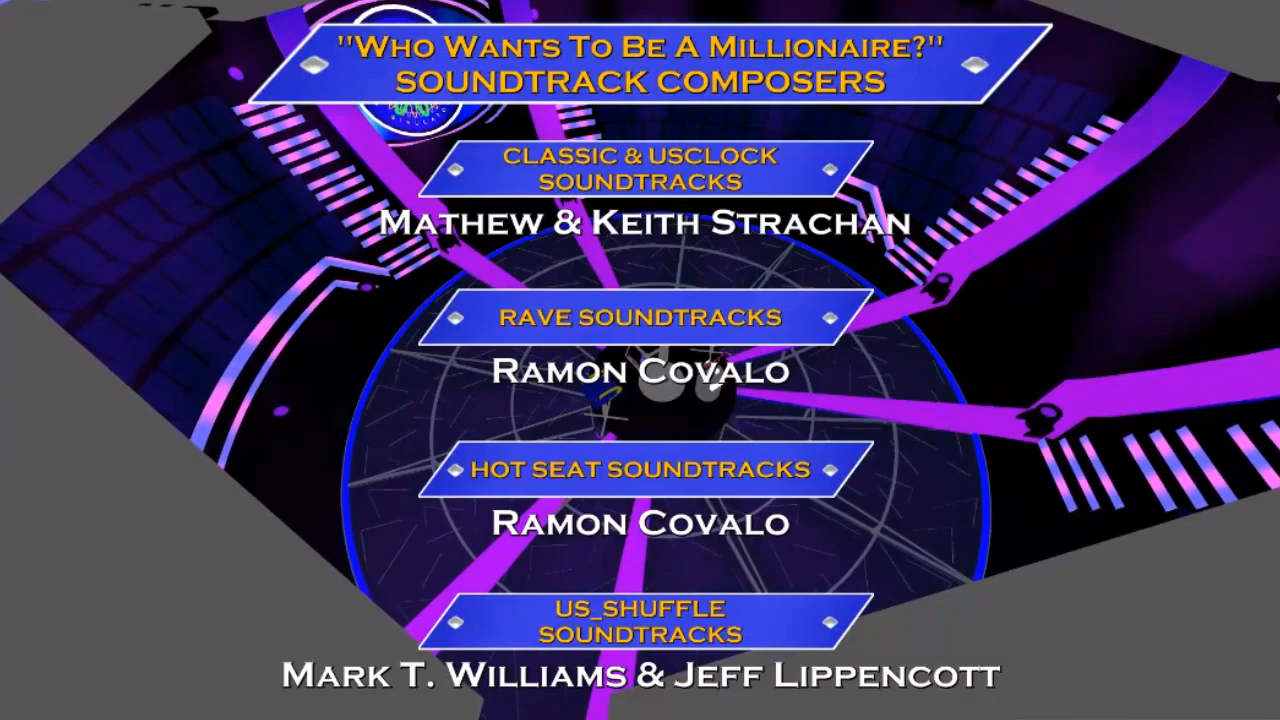 "Who Wants To Be A Millionaire?"
SOUNDTRACK COMPOSERS
CLASSIC & USCLOCK
SOUNDTRACKS
Mathew & Keith Strachan
RAVE SOUNDTRACKS
Ramon Covalo
HOT SEAT SOUNDTRACKS
Ramon Covalo
US_SHUFFLE
SOUNDTRACKS
Mark T. Williams & Jeff Lippencott